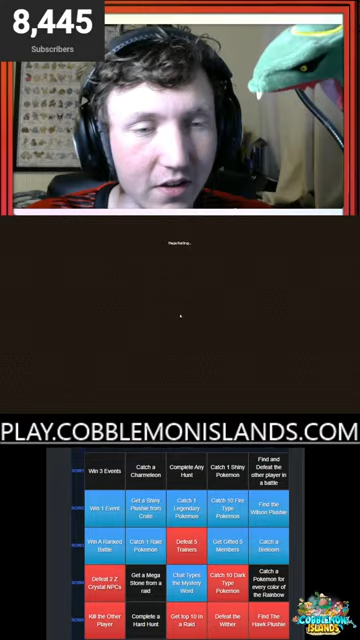 8,445
Subscribers
PLAY.COBBLEMONISLANDS.COM
Win 3 Events
Catch a
Charmeleon
Complete Any
Hunt
Catch 1 Shiny
Pokemon
Find and
Defeat the
other player in
a battle
Win 1 Event
Get a Shiny
Plushie from
Crate
Catch 1
Legendary
Pokemon
Catch 10 Fire Type
Pokemon
Find the
Wilson Plushie
Win A Ranked
Battle
Catch 1 Rare Pokemon
Defeat 5
Trainers
Get Gifted 5
Members
Catch a
Breloom
Defeat 2 Z
Crystal NPCs
Get a Mega
Stone from a
raid
Chat Types the
Mystery
Word
Catch 10 Dark Type
Pokemon
Catch a
Pokemon for
every color of
the Rainbow
Kill the Other
Player
Complete a
Hard Hunt
Get top 10 in
a Raid
Defeat the
Wither
Find The
Hawk Plushie
COBBLEMON
ISLANDS